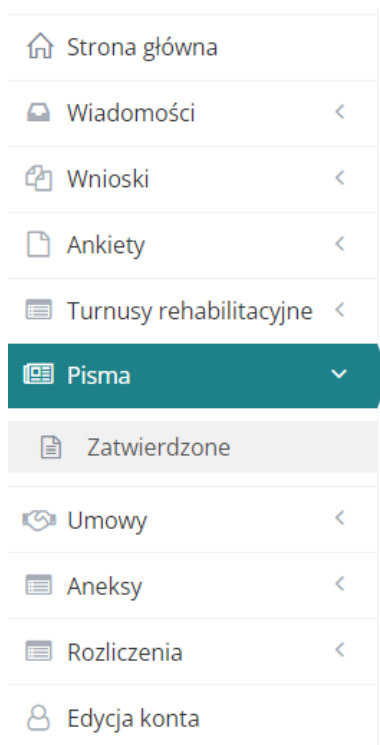 Strona główna
Wiadomości
Wnioski
Ankiety
Turnusy rehabilitacyjne
Pisma
Zatwierdzone
Umowy
Aneksy
Rozliczenia
Edycja konta